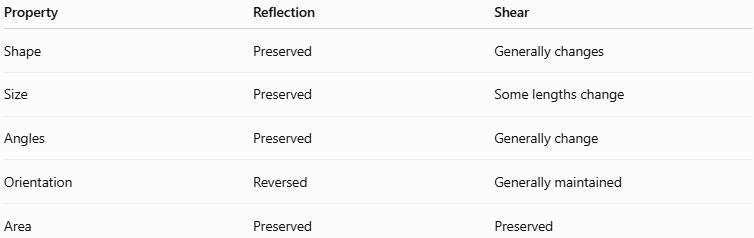 Property Reflection Shear
Shape Preserved Generally changes
Size Preserved Some lengths change
Angles Preserved Generally change
Orientation Reversed Generally maintained
Area Preserved Preserved